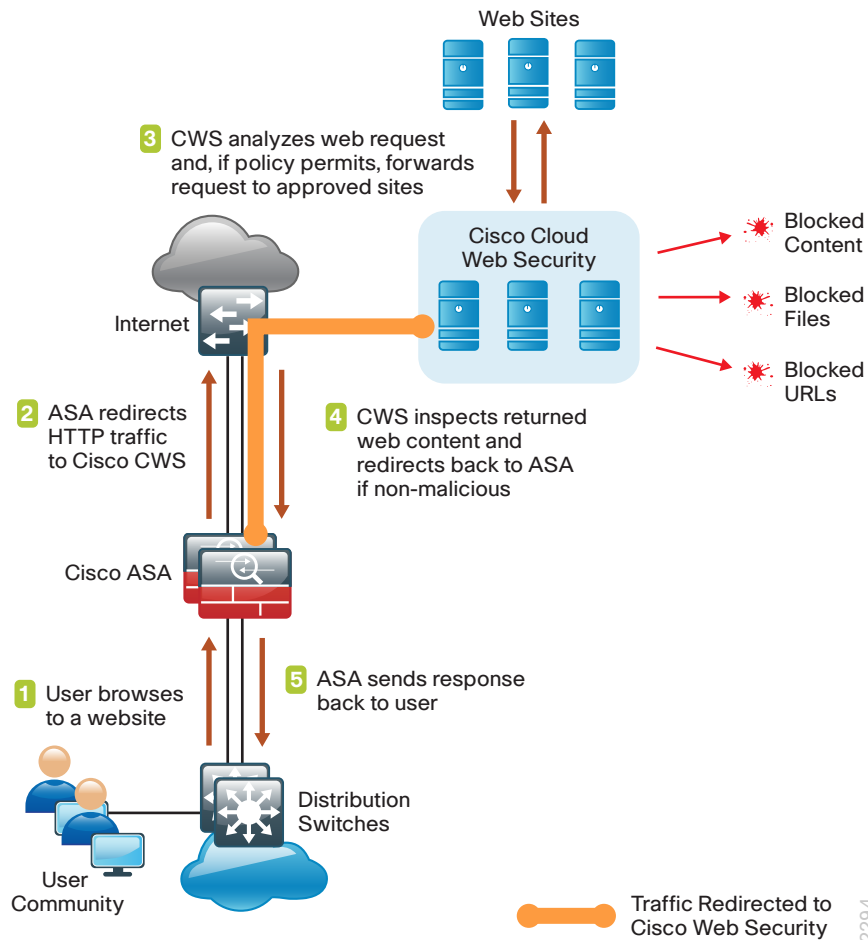 Web Sites
3 CWS analyzes web request
and, if policy permits, forwards
request to approved sites
Cisco Cloud
Web Security
Blocked
Content
Blocked
Files
Blocked
URLs
Internet
2 ASA redirects
HTTP traffic
to Cisco CWS
4 CWS inspects returned
web content and
redirects back to ASA
if non-malicious
Cisco ASA
1 User browses
to a website
5 ASA sends response
back to user
Distribution
Switches
User
Community
Traffic Redirected to
Cisco Web Security
2294